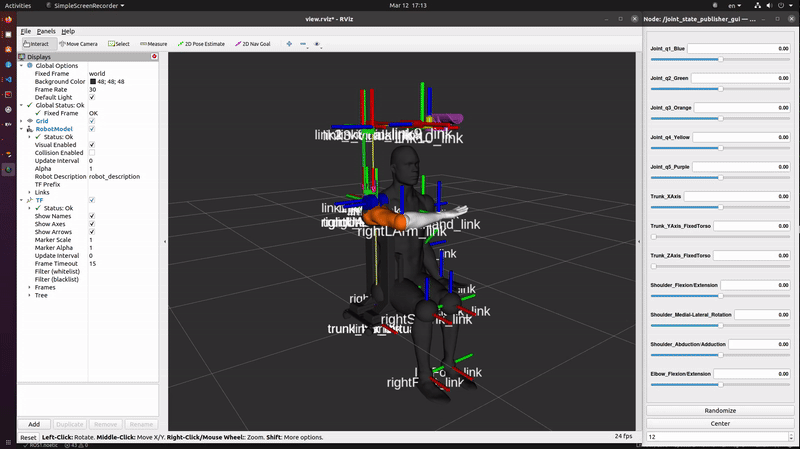 Activities
SimpleScreenRecorder
Mar 12 17:13
en
view.rviz* - RViz
Node: /joint_state_publisher_gui
File Panels Help
Interact Move Camera Select Measure 2D Pose Estimate 2D Nav Goal
Displays
Global Options
Fixed Frame world
Background Color 48; 48; 48
Frame Rate 30
Default Light
Global Status: Ok
Fixed Frame OK
Grid
RobotModel
Status: Ok
Visual Enabled
Collision Enabled
Update Interval 0
Alpha 1
Robot Description robot_description
TF Prefix
Links
TF
Status: Ok
Show Names
Show Axes
Show Arrows
Marker Scale 1
Marker Alpha 1
Update Interval 0
Frame Timeout 15
Filter (whitelist)
Filter (blacklist)
Frames
Tree
Add Duplicate Remove Rename
Reset Left-Click: Rotate. Middle-Click: Move X/Y. Right-Click/Mouse Wheel:: Zoom. Shift: More options.
24 fps
Joint_q1_Blue 0.00
Joint_q2_Green 0.00
Joint_q3_Orange 0.00
Joint_q4_Yellow 0.00
Joint_q5_Purple 0.00
Trunk_XAxis 0.00
Trunk_YAxis_FixedTorso 0.00
Trunk_ZAxis_FixedTorso 0.00
Shoulder_Flexion/Extension 0.00
Shoulder_Medial-Lateral_Rotation 0.00
Shoulder_Abduction/Adduction 0.00
Elbow_Flexion/Extension 0.00
Randomize
Center
12